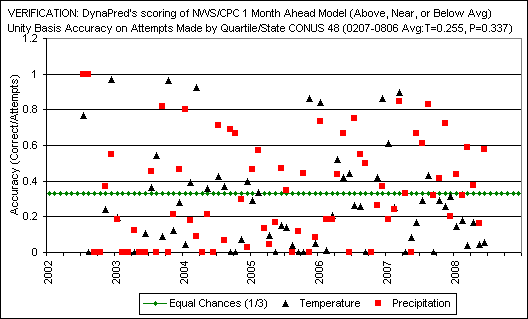 VERIFICATION: DynaPred's scoring of NWS/CPC 1 Month Ahead Model (Above, Near, or Below Avg)
Unity Basis Accuracy on Attempts Made by Quartile/State CONUS 48 (0207-0806 Avg:T=0.255, P=0.337)
Accuracy (Correct/Attempts)
1.2
1
0.8
0.6
0.4
0.2
0
2002 2003 2004 2005 2006 2007 2008
Equal Chances (1/3) Temperature Precipitation